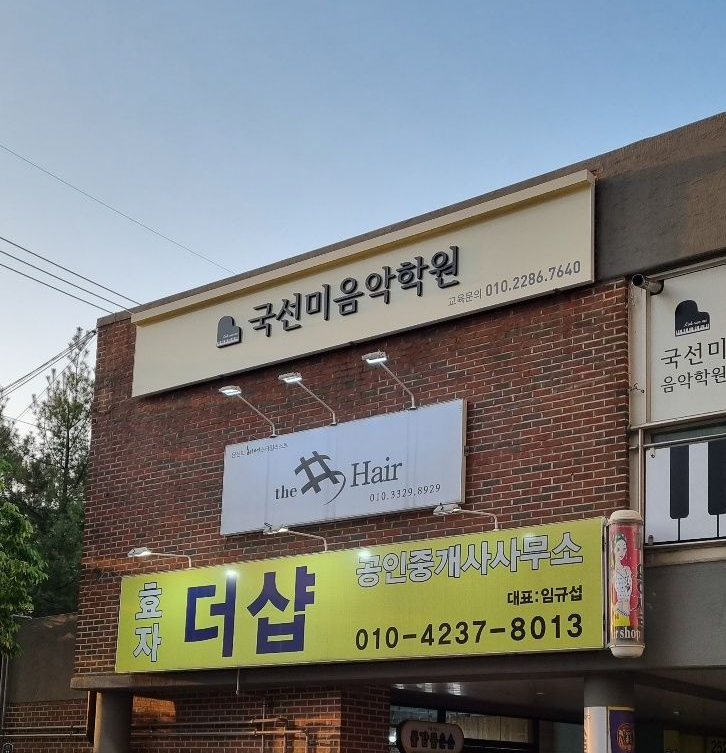 국선미음악학원
교육문의 010.2286.7640
국선미
음악학원
the # Hair
010.3329.8929
효자 더샵
공인중개사사무소
대표:임규섭
010-4237-8013
r shop